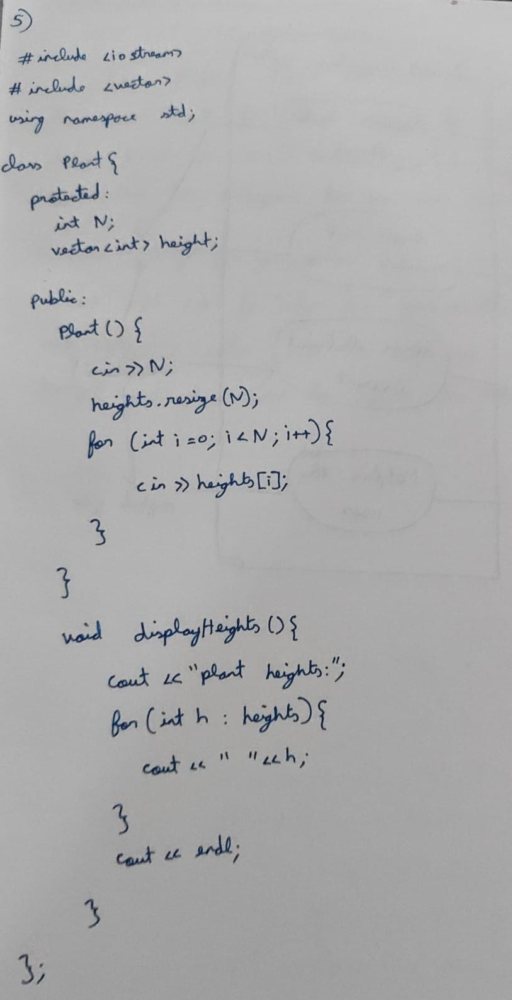 5)
#include <iostream>
# include <vector>
using namespace std;
class Plant {
protected:
int N;
vector<int> height;
public:
Plant () {
cin >> N;
heights.resize (N);
for (int i = 0; i < N; i++) {
cin >> heights[i];
}
}
void displayHeights () {
cout << "plant heights:";
for (int h : heights) {
cout << " " << h;
}
cout << endl;
}
};